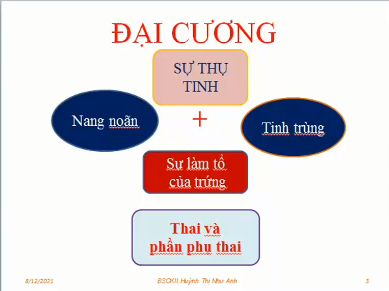 ĐẠI CƯƠNG
SỰ THỤ
TINH
Nang noãn
+
Tinh trùng
Sự làm tổ
của trứng
Thai và
phần phụ thai
8/12/2021
BSCKII.Huỳnh Thị Như Anh
3